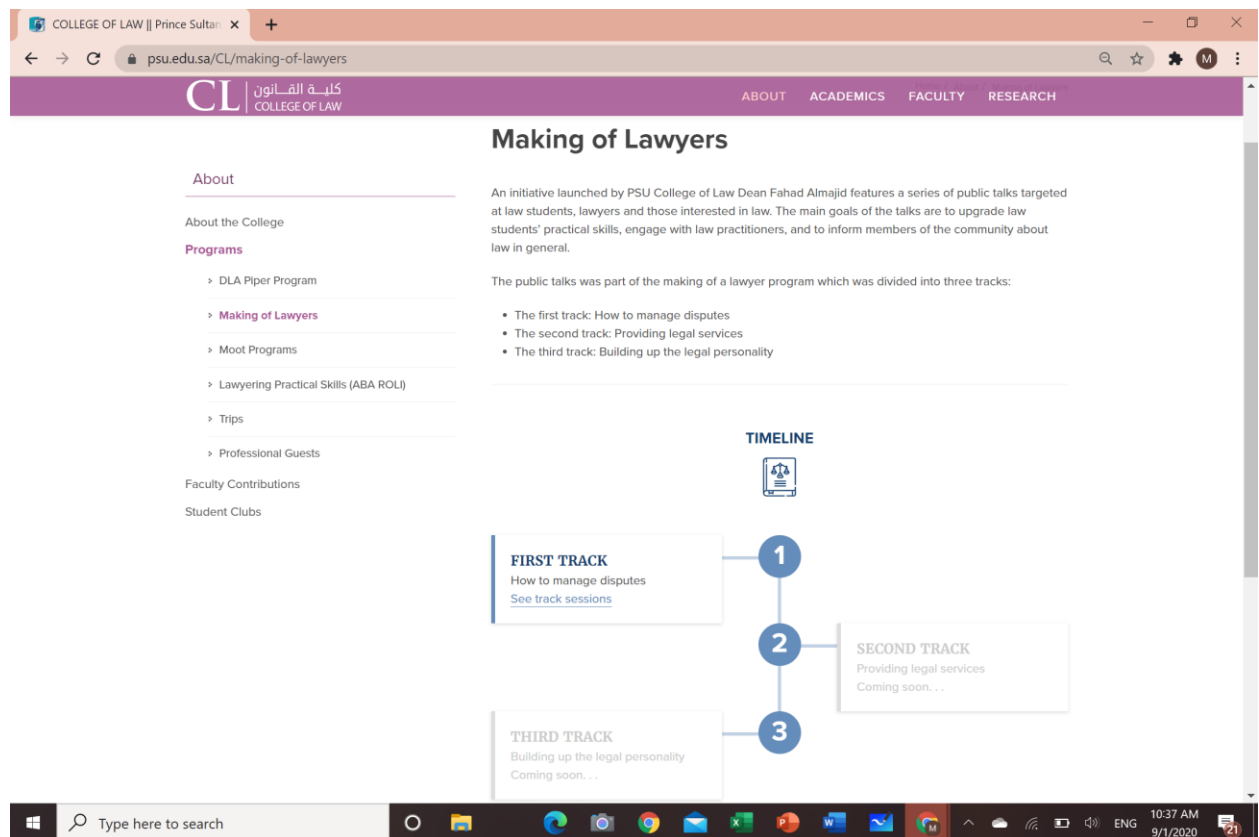 COLLEGE OF LAW || Prince Sultan
psu.edu.sa/CL/making-of-lawyers
M
CL
كليــة القــانون
COLLEGE OF LAW
ABOUT ACADEMICS FACULTY RESEARCH
Making of Lawyers
About
About the College
Programs
DLA Piper Program
Making of Lawyers
Moot Programs
Lawyering Practical Skills (ABA ROLI)
Trips
Professional Guests
Faculty Contributions
Student Clubs
An initiative launched by PSU College of Law Dean Fahad Almajid features a series of public talks targeted
at law students, lawyers and those interested in law. The main goals of the talks are to upgrade law
students' practical skills, engage with law practitioners, and to inform members of the community about
law in general.
The public talks was part of the making of a lawyer program which was divided into three tracks:
• The first track: How to manage disputes
• The second track: Providing legal services
• The third track: Building up the legal personality
TIMELINE
FIRST TRACK
How to manage disputes
See track sessions
1
2
SECOND TRACK
Providing legal services
Coming soon. . .
THIRD TRACK
Building up the legal personality
Coming soon. . .
3
Type here to search
ENG
10:37 AM
9/1/2020
21